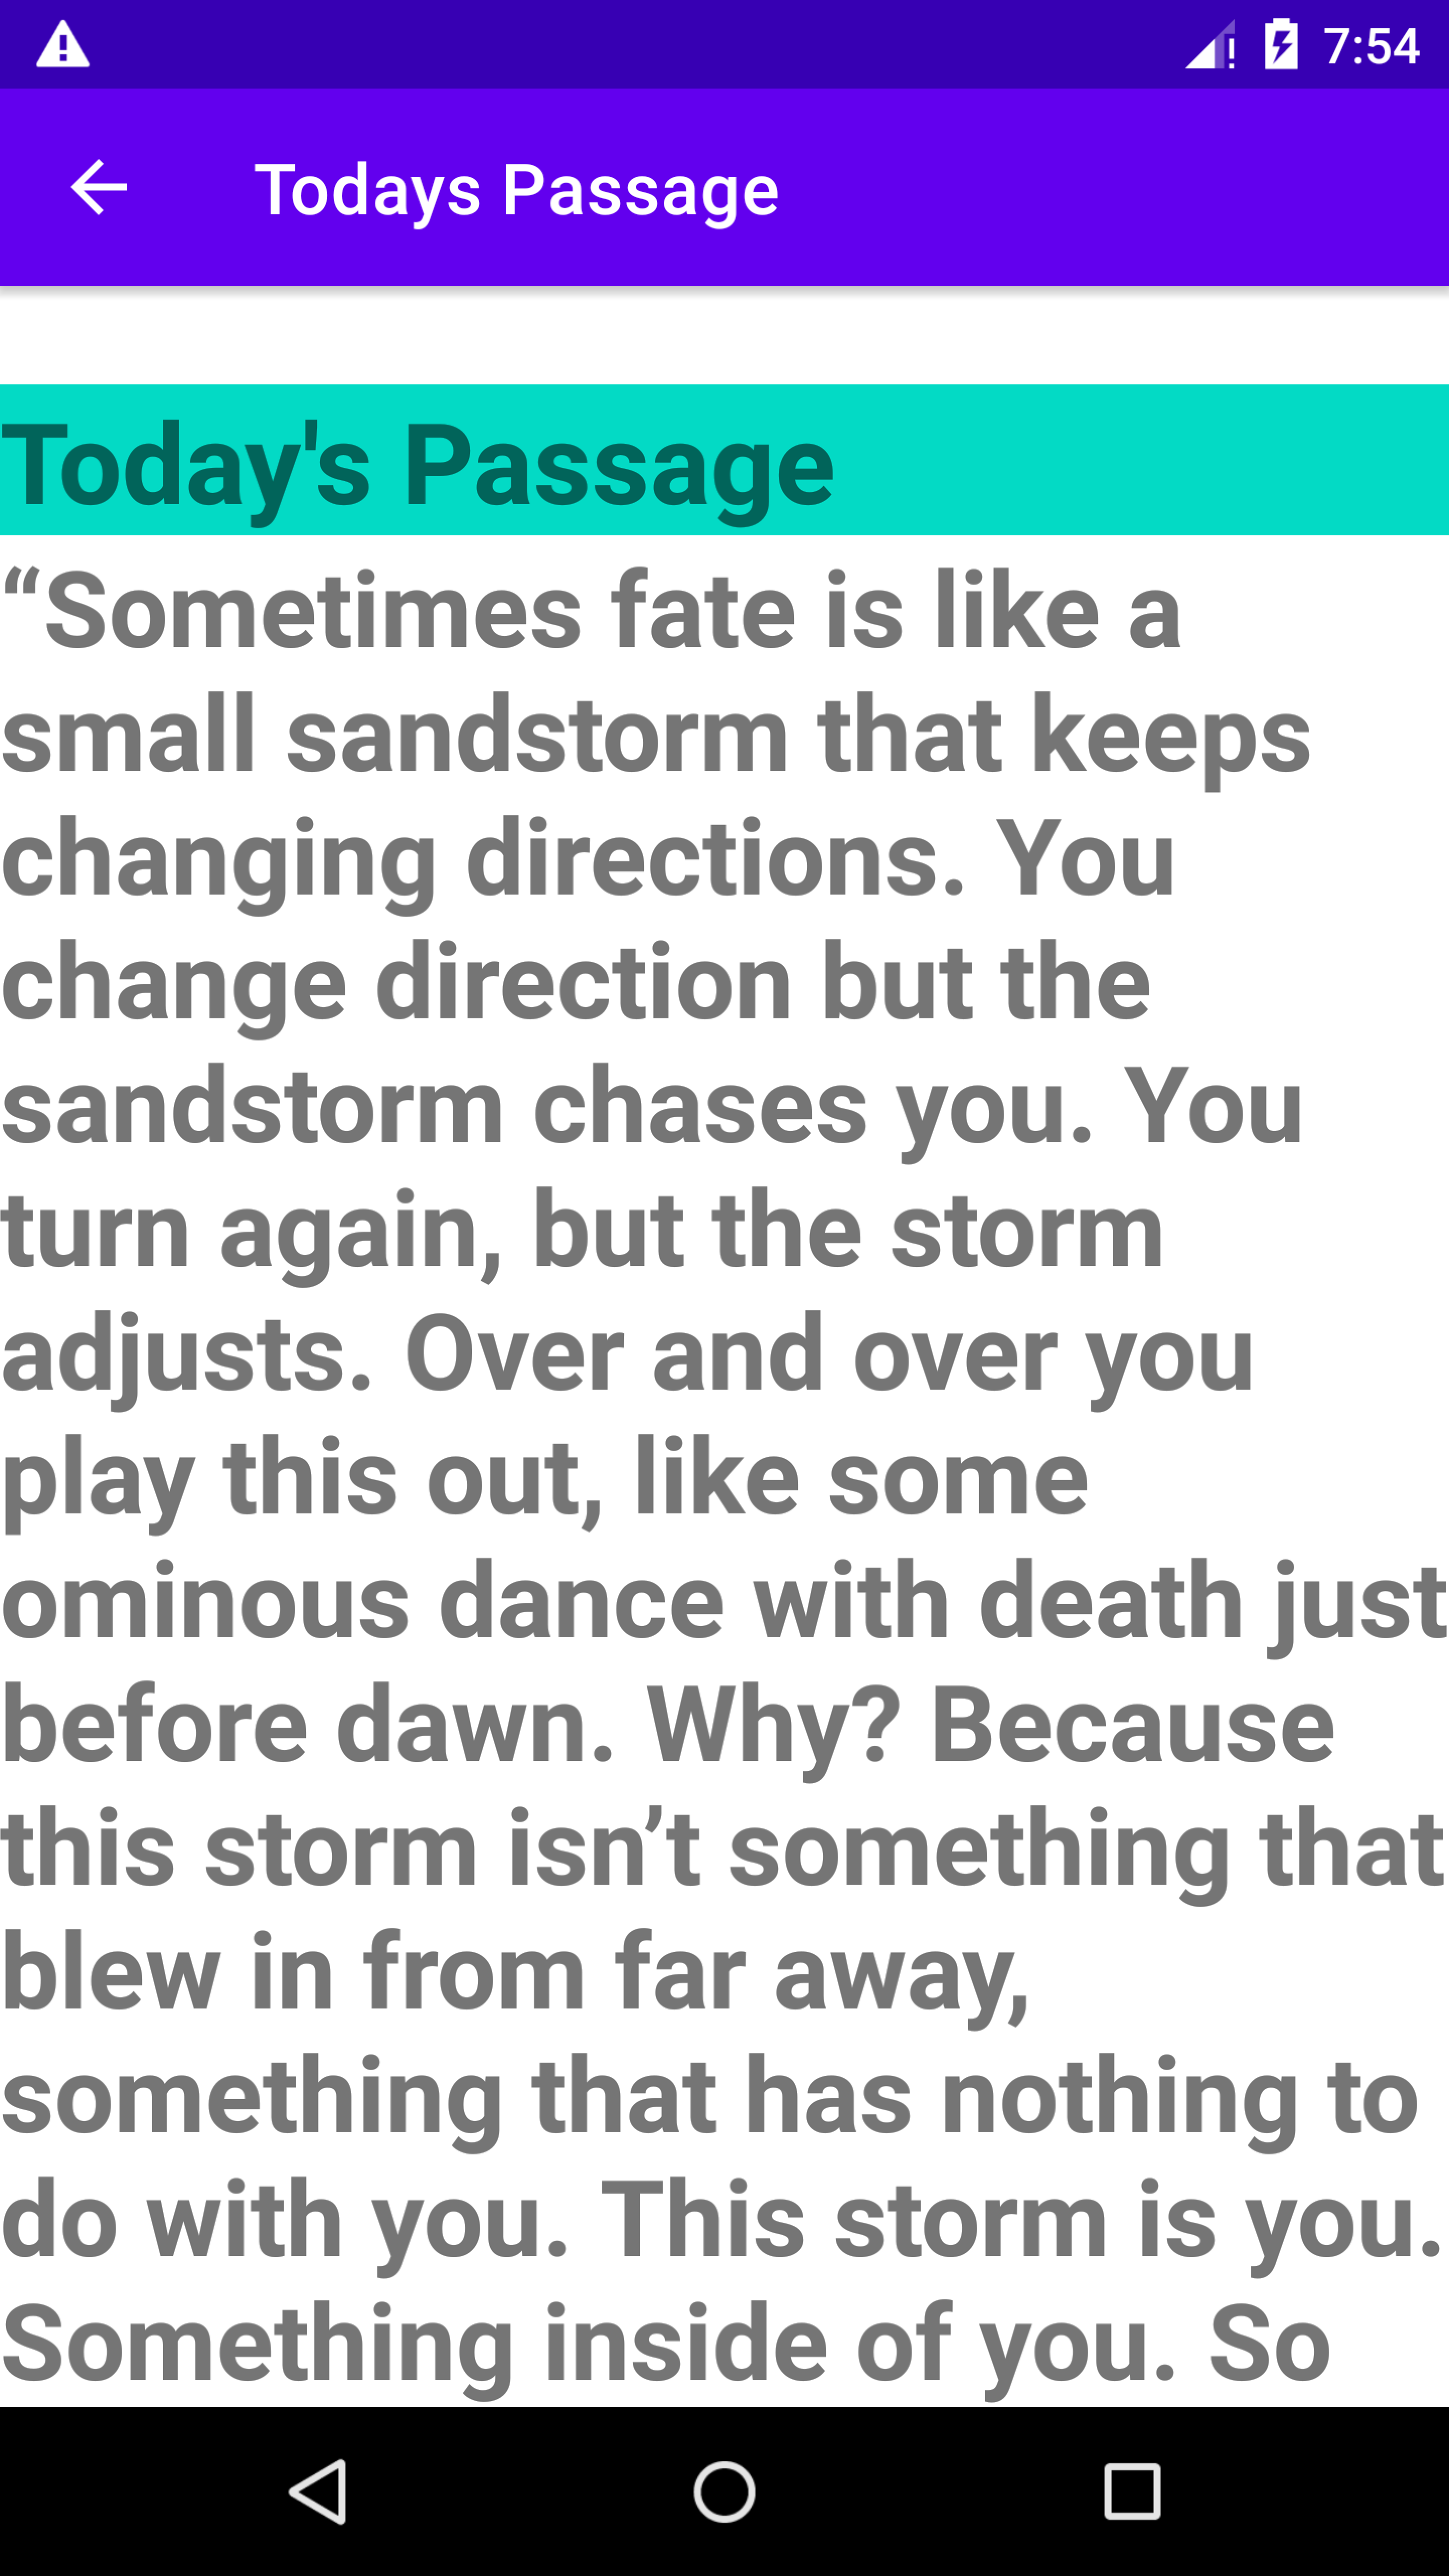 7:54
Todays Passage
Today's Passage
“Sometimes fate is like a
small sandstorm that keeps
changing directions. You
change direction but the
sandstorm chases you. You
turn again, but the storm
adjusts. Over and over you
play this out, like some
ominous dance with death just
before dawn. Why? Because
this storm isn’t something that
blew in from far away,
something that has nothing to
do with you. This storm is you.
Something inside of you. So